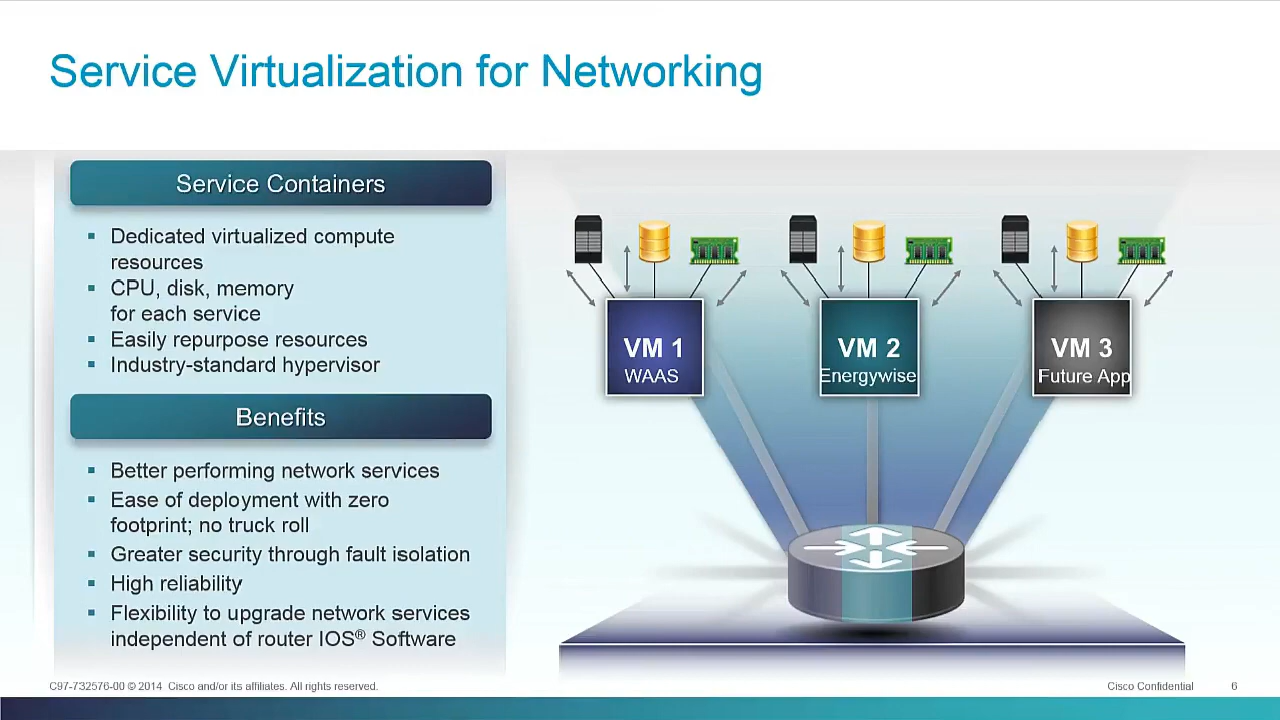 Service Virtualization for Networking
Service Containers
▪ Dedicated virtualized compute
resources
▪ CPU, disk, memory
for each service
▪ Easily repurpose resources
▪ Industry-standard hypervisor
Benefits
▪ Better performing network services
▪ Ease of deployment with zero
footprint; no truck roll
▪ Greater security through fault isolation
▪ High reliability
▪ Flexibility to upgrade network services
independent of router IOS® Software
VM 1
WAAS
VM 2
Energywise
VM 3
Future App
C97-732576-00 © 2014 Cisco and/or its affiliates. All rights reserved.
Cisco Confidential
6